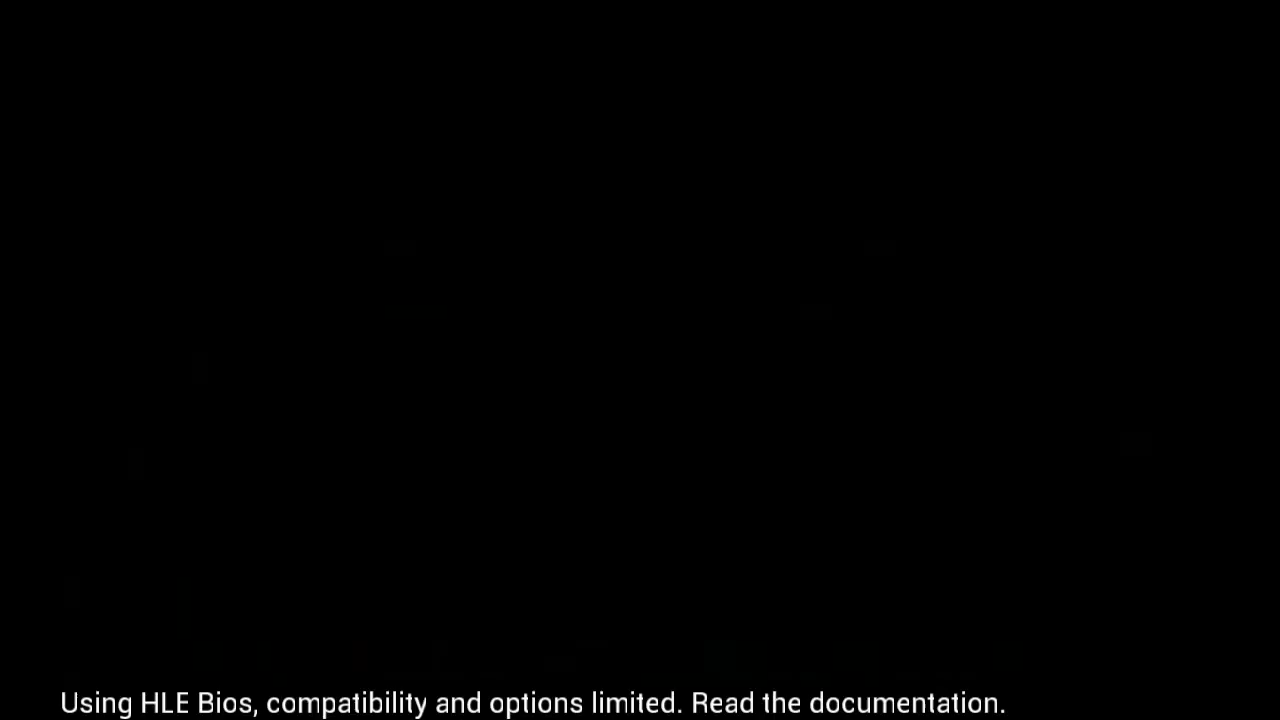 Using HLE Bios, compatibility and options limited. Read the documentation.